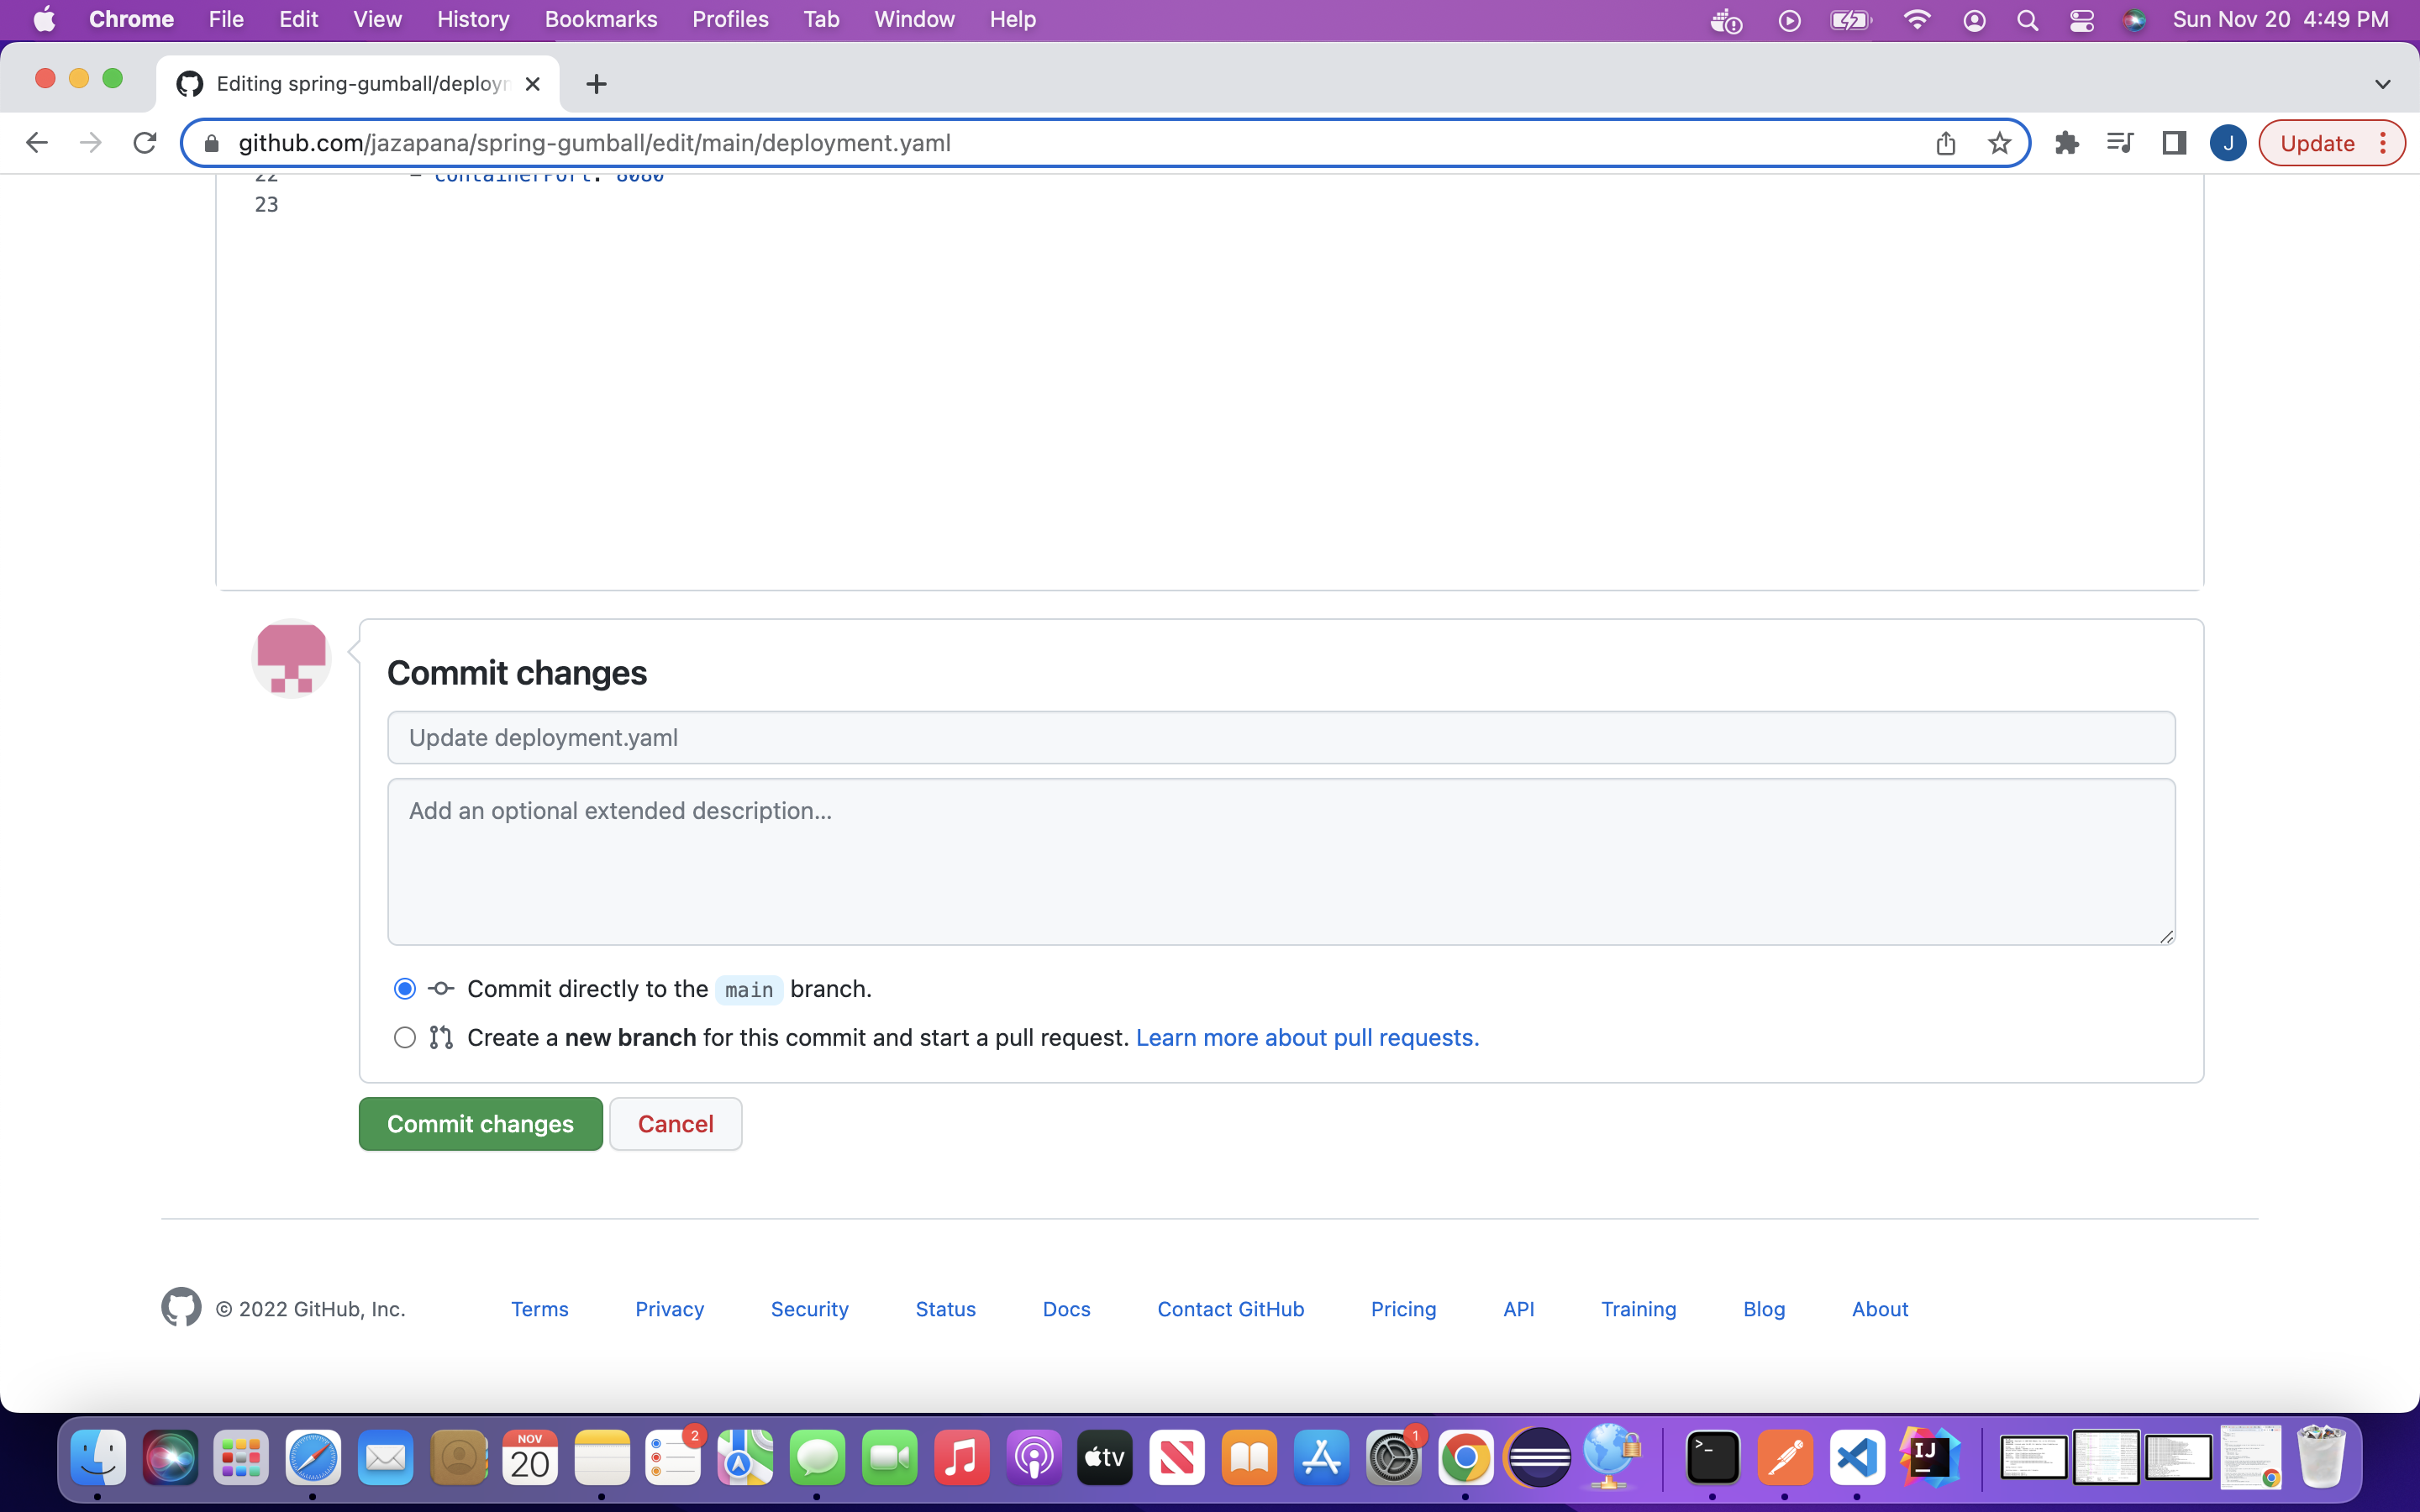 Chrome File Edit View History Bookmarks Profiles Tab Window Help Sun Nov 20 4:49 PM
Editing spring-gumball/deploy
github.com/jazapana/spring-gumball/edit/main/deployment.yaml J Update
22 - containerPort: 8080
23
Commit changes
Update deployment.yaml
Add an optional extended description...
Commit directly to the main branch.
Create a new branch for this commit and start a pull request. Learn more about pull requests.
Commit changes Cancel
© 2022 GitHub, Inc. Terms Privacy Security Status Docs Contact GitHub Pricing API Training Blog About
NOV
20
2
tv
1
>_
IJ